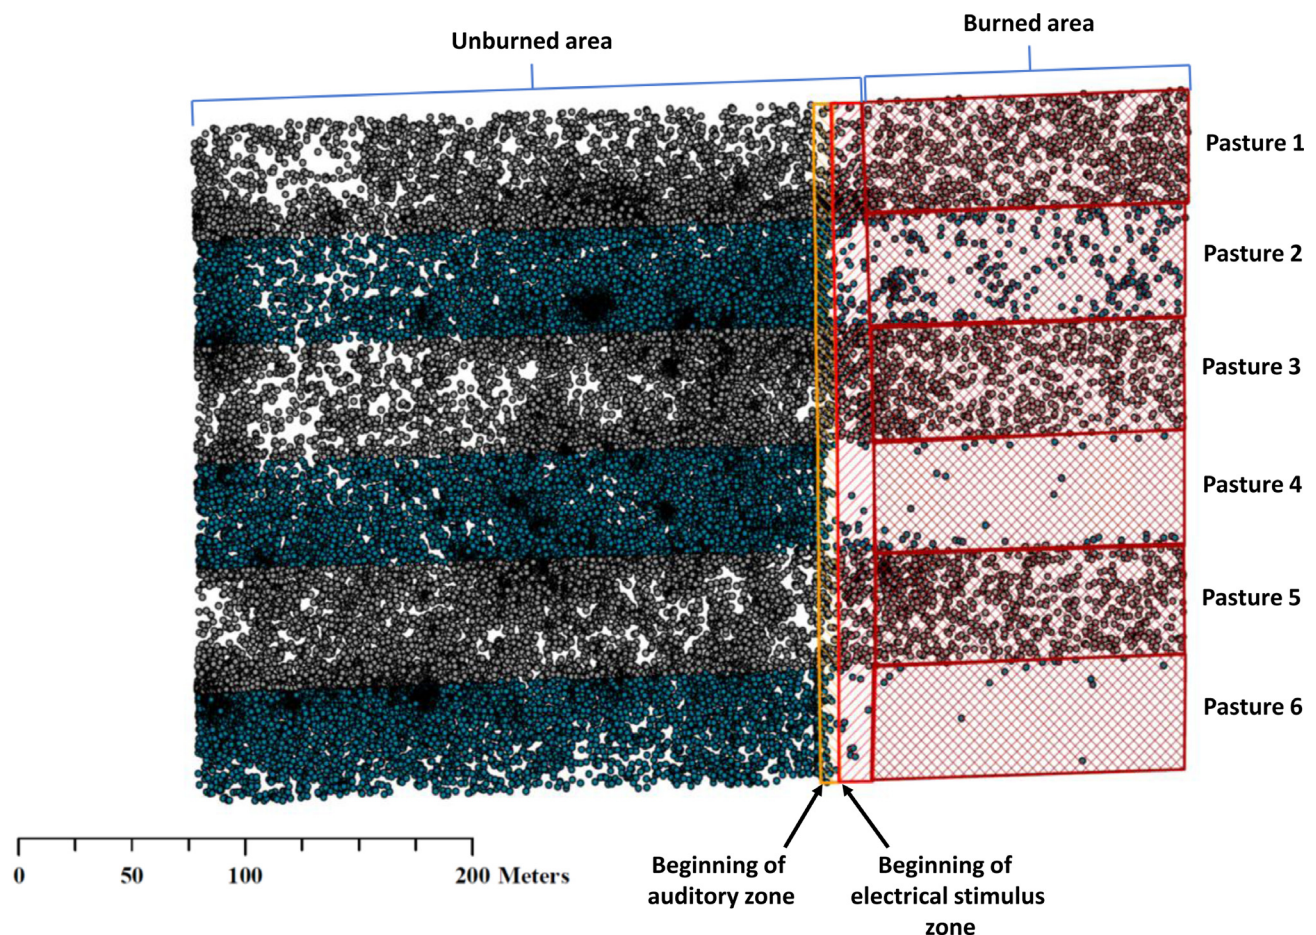 Burned area
Unburned area
Pasture 1
Pasture 2
Pasture 3
Pasture 4
Pasture 5
Pasture 6
0 50 100 200 Meters
Beginning of
auditory zone
Beginning of
electrical stimulus
zone